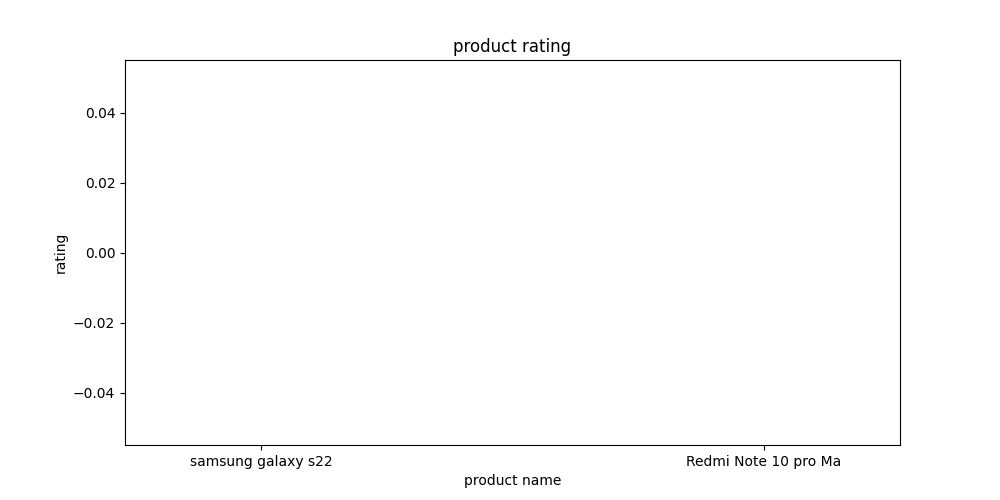 product rating
0.04
0.02
0.00
−0.02
−0.04
rating
samsung galaxy s22
Redmi Note 10 pro Ma
product name